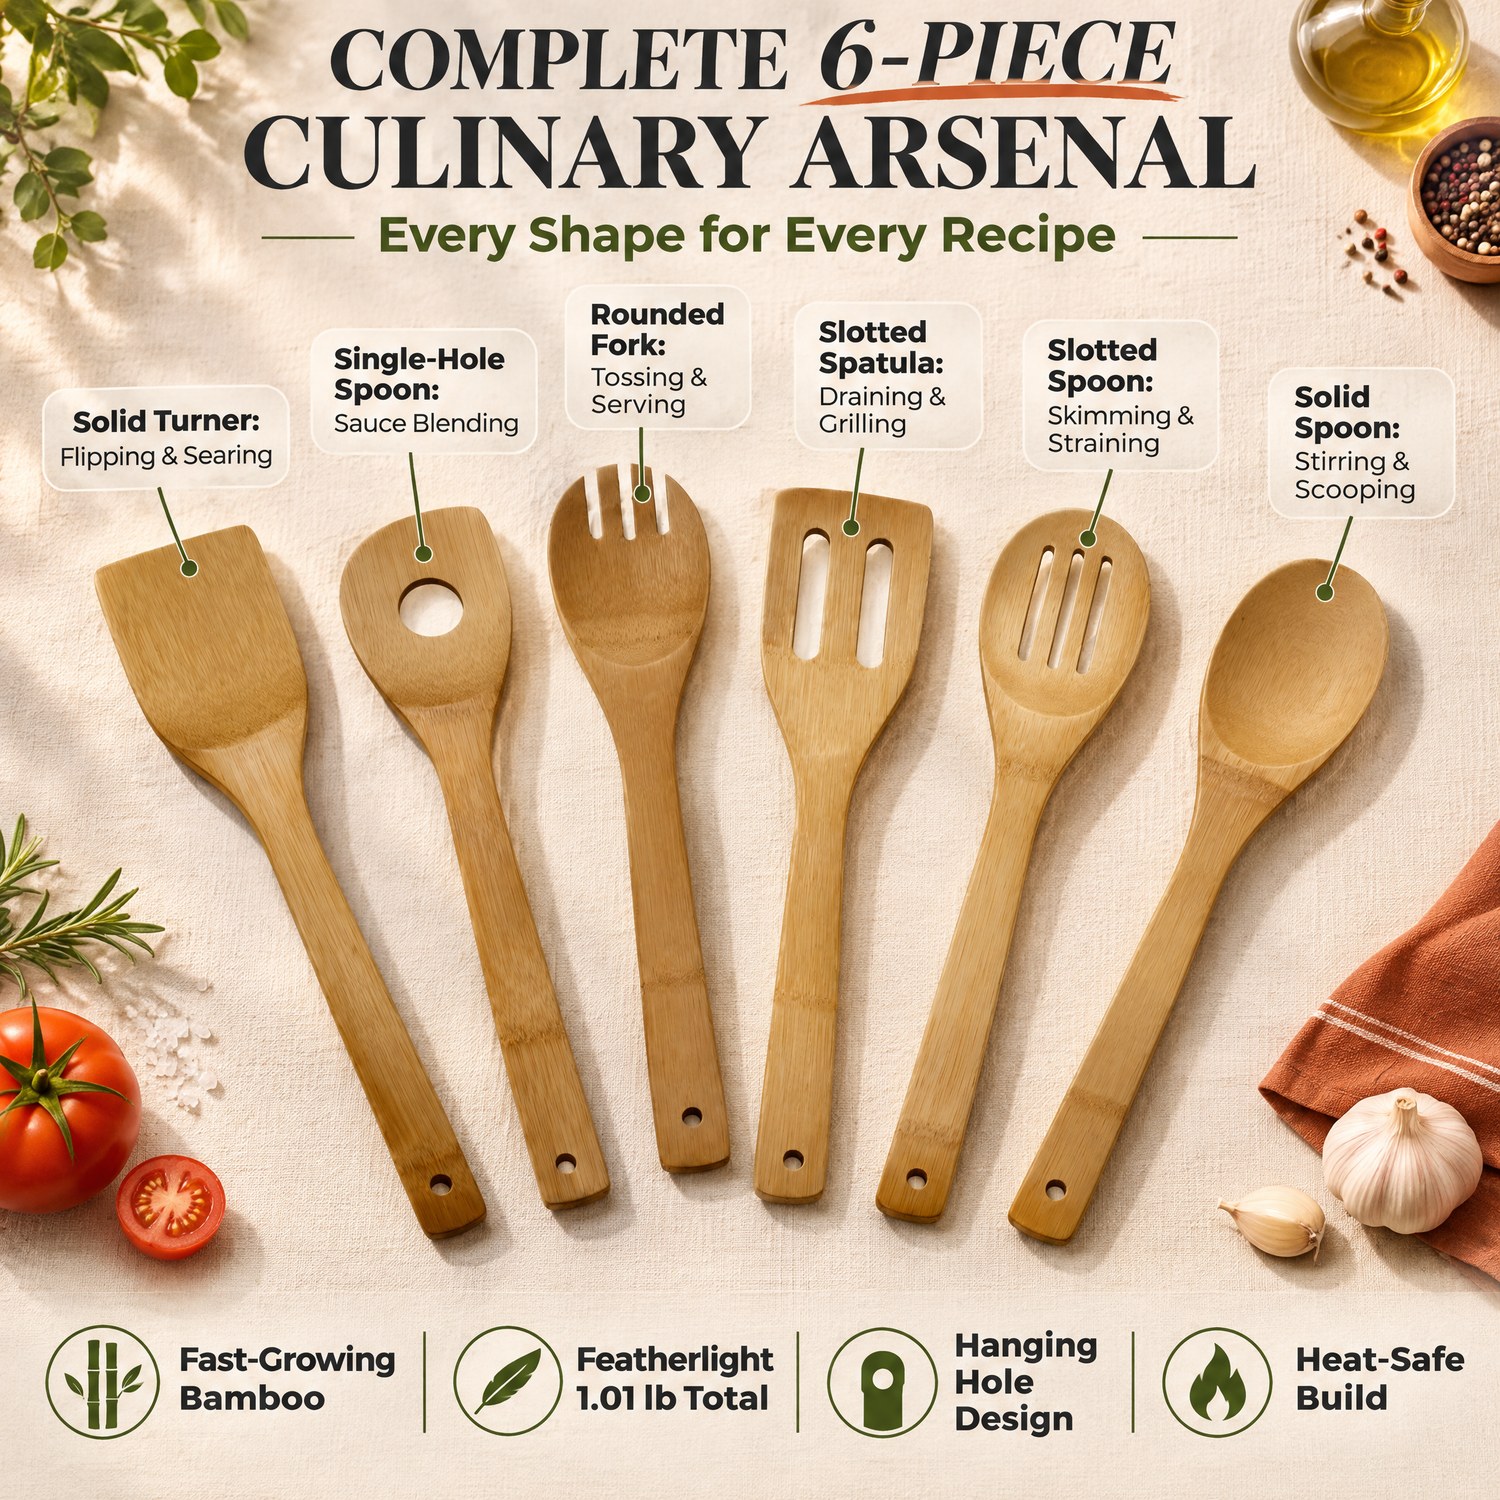 COMPLETE 6-PIECE
CULINARY ARSENAL
Every Shape for Every Recipe
Solid Turner:
Flipping & Searing
Single-Hole
Spoon:
Sauce Blending
Rounded
Fork:
Tossing &
Serving
Slotted
Spatula:
Draining &
Grilling
Slotted
Spoon:
Skimming &
Straining
Solid
Spoon:
Stirring &
Scooping
Fast-Growing
Bamboo
Featherlight
1.01 lb Total
Hanging
Hole
Design
Heat-Safe
Build